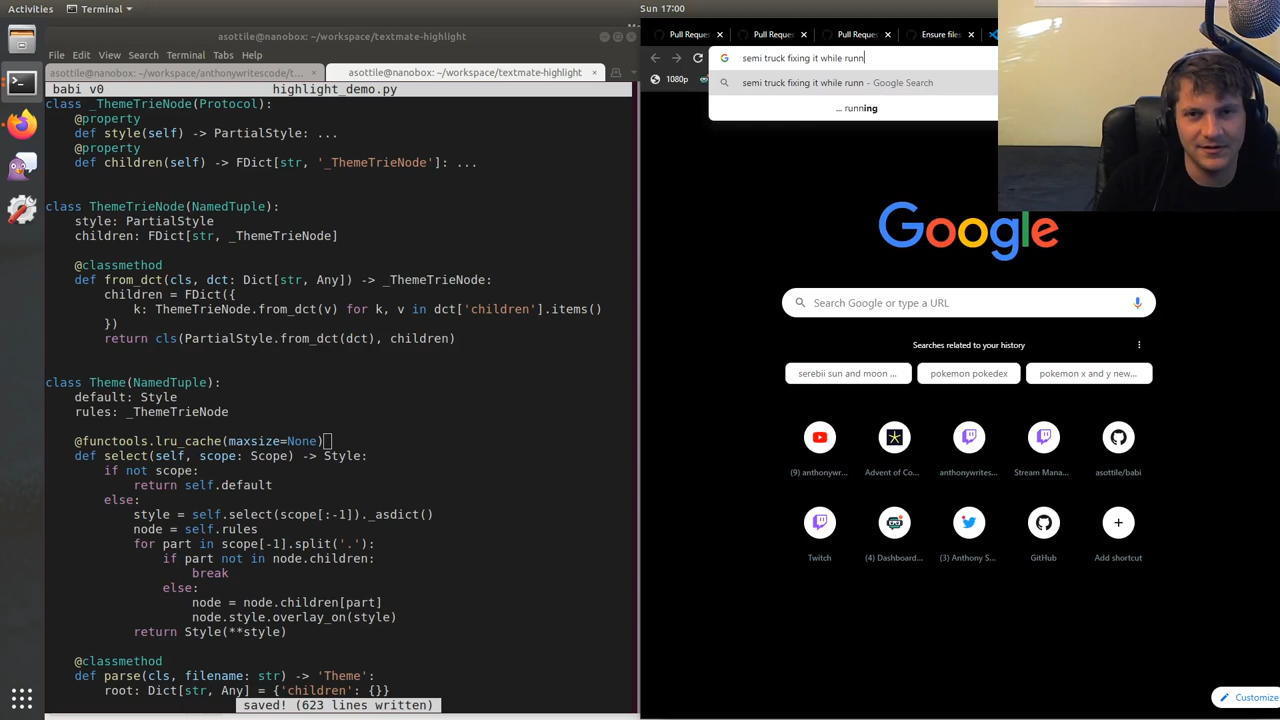 Activities
Terminal
Sun 17:00
asottile@nanobox: ~/workspace/textmate-highlight
File Edit View Search Terminal Tabs Help
asottile@nanobox: ~/workspace/anthonywritescode/t... ×
asottile@nanobox: ~/workspace/textmate-highlight ×
babi v0 highlight_demo.py
class _ThemeTrieNode(Protocol):
    @property
    def style(self) -> PartialStyle: ...
    @property
    def children(self) -> FDict[str, '_ThemeTrieNode']: ...
class ThemeTrieNode(NamedTuple):
    style: PartialStyle
    children: FDict[str, _ThemeTrieNode]
    @classmethod
    def from_dct(cls, dct: Dict[str, Any]) -> _ThemeTrieNode:
        children = FDict({
            k: ThemeTrieNode.from_dct(v) for k, v in dct['children'].items()
        })
        return cls(PartialStyle.from_dct(dct), children)
class Theme(NamedTuple):
    default: Style
    rules: _ThemeTrieNode
    @functools.lru_cache(maxsize=None)
    def select(self, scope: Scope) -> Style:
        if not scope:
            return self.default
        else:
            style = self.select(scope[:-1])._asdict()
            node = self.rules
            for part in scope[-1].split('.'):
                if part not in node.children:
                    break
                else:
                    node = node.children[part]
                    node.style.overlay_on(style)
            return Style(**style)
    @classmethod
    def parse(cls, filename: str) -> 'Theme':
        root: Dict[str, Any] = {'children': {}}
saved! (623 lines written)
Pull Reques ×
Pull Reques ×
Pull Reques ×
Ensure files ×
semi truck fixing it while runn
1080p
semi truck fixing it while runn - Google Search
... running
Google
Search Google or type a URL
Searches related to your history
serebii sun and moon ...
pokemon pokedex
pokemon x and y new...
(9) anthonywr...
Advent of Co...
anthonywrites...
Stream Mana...
asottile/babi
Twitch
(4) Dashboard...
(3) Anthony S...
GitHub
Add shortcut
Customize